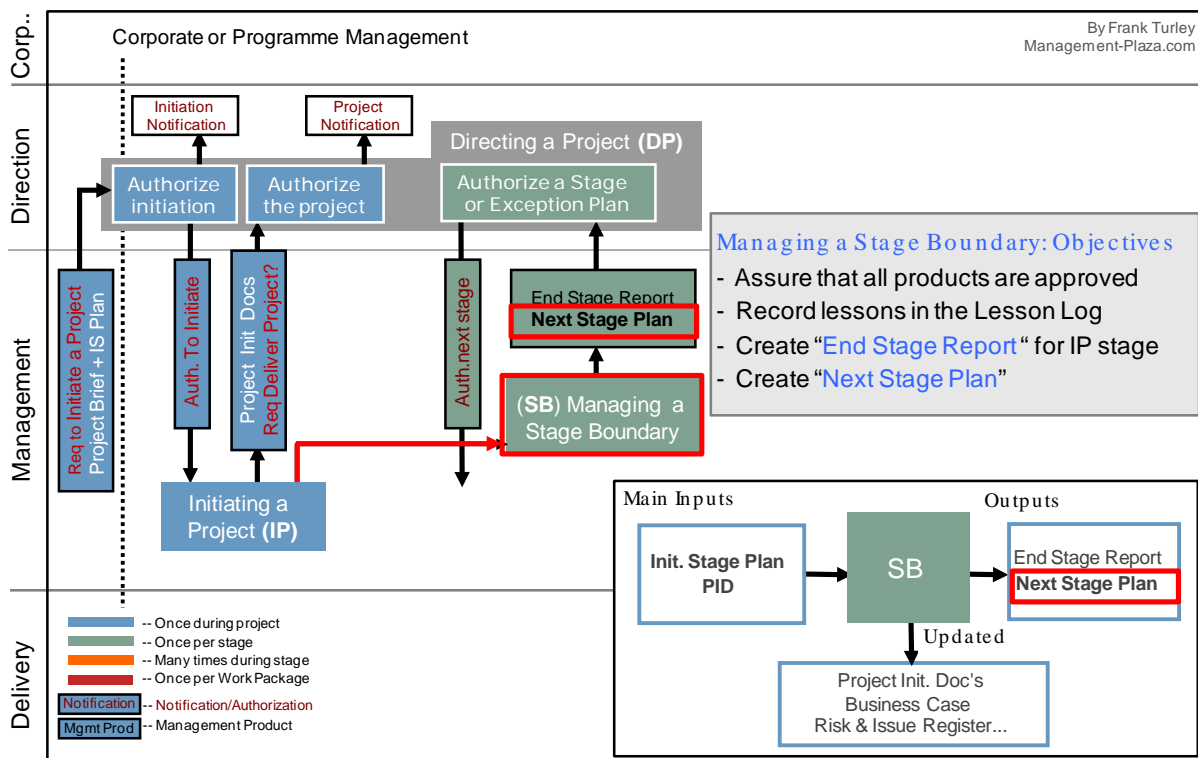 Corp..
Corporate or Programme Management
By Frank Turley
Management-Plaza.com
Direction
Initiation
Notification
Project
Notification
Directing a Project (DP)
Authorize
initiation
Authorize
the project
Authorize a Stage
or Exception Plan
Management
Req to Initiate a Project
Project Brief + IS Plan
Auth. To Initiate
Project Init Docs
Req Deliver Project?
Auth.next stage
End Stage Report
Next Stage Plan
(SB) Managing a
Stage Boundary
Initiating a
Project (IP)
Managing a Stage Boundary: Objectives
- Assure that all products are approved
- Record lessons in the Lesson Log
- Create “End Stage Report“ for IP stage
- Create “Next Stage Plan”
Main Inputs
Outputs
Init. Stage Plan
PID
SB
End Stage Report
Next Stage Plan
Updated
Project Init. Doc's
Business Case
Risk & Issue Register...
Delivery
-- Once during project
-- Once per stage
-- Many times during stage
-- Once per Work Package
Notification -- Notification/Authorization
Mgmt Prod -- Management Product